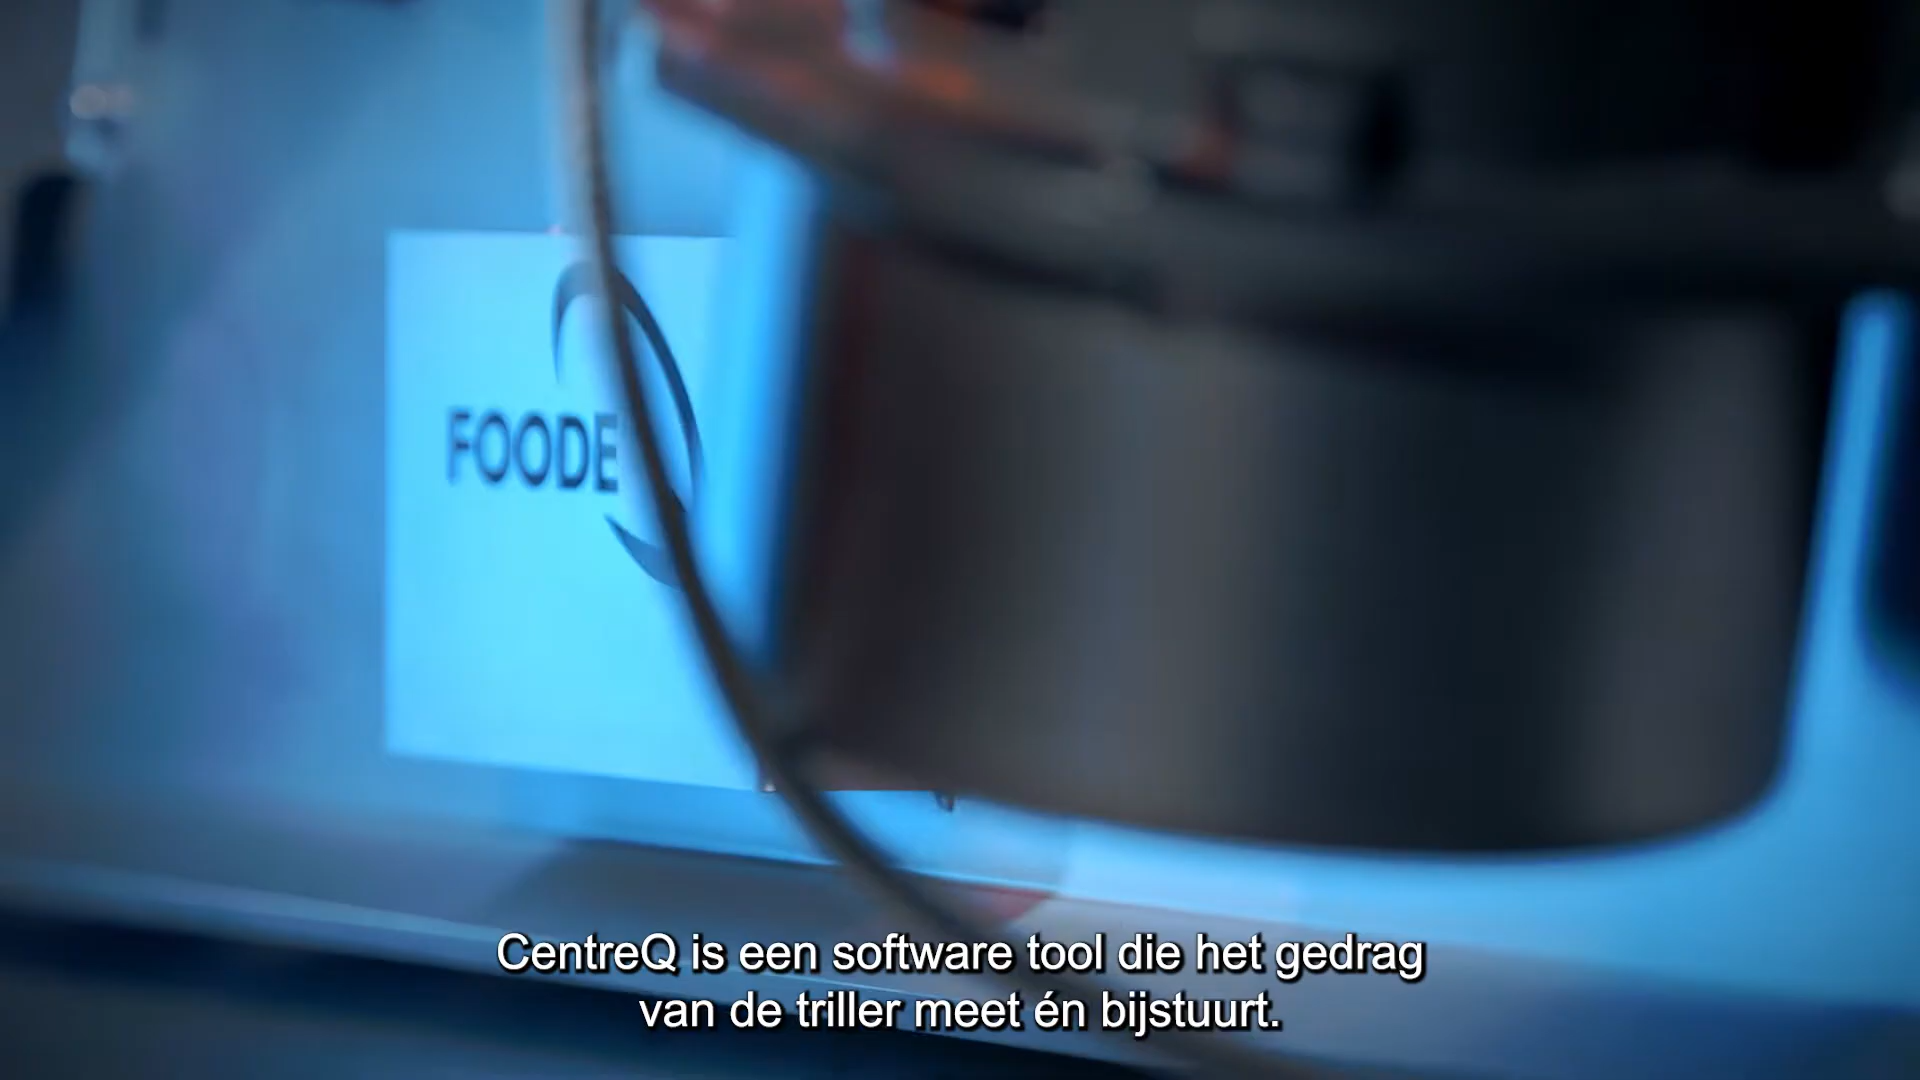 FOODE
CentreQ is een software tool die het gedrag
van de triller meet én bijstuurt.